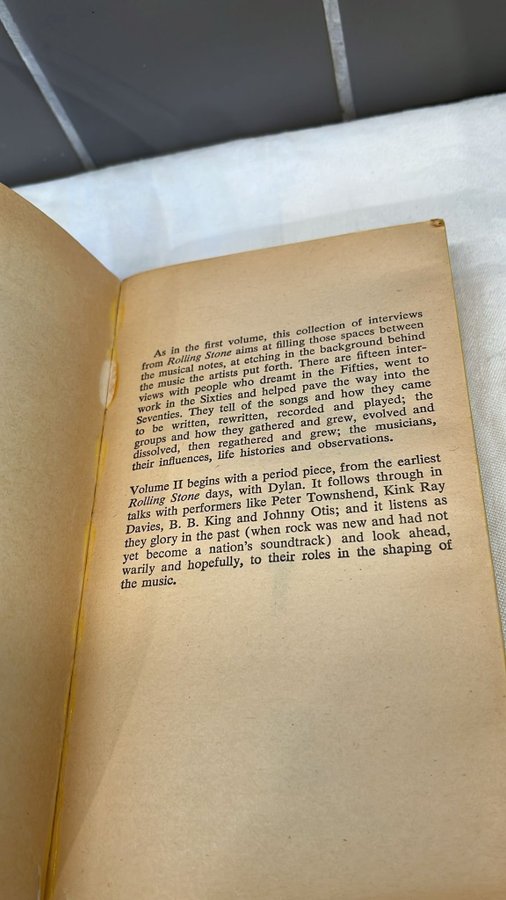 As in the first volume, this collection of interviews
from Rolling Stone aims at filling those spaces between
the musical notes, at etching in the background behind
the music the artists put forth. There are fifteen inter-
views with people who dreamt in the Fifties, went to
work in the Sixties and helped pave the way into the
Seventies. They tell of the songs and how they came
to be written, rewritten, recorded and played; the
groups and how they gathered and grew, evolved and
dissolved, then regathered and grew; the musicians,
their influences, life histories and observations.
Volume II begins with a period piece, from the earliest
Rolling Stone days, with Dylan. It follows through in
talks with performers like Peter Townshend, Kink Ray
Davies, B. B. King and Johnny Otis; and it listens as
they glory in the past (when rock was new and had not
yet become a nation's soundtrack) and look ahead,
warily and hopefully, to their roles in the shaping of
the music.